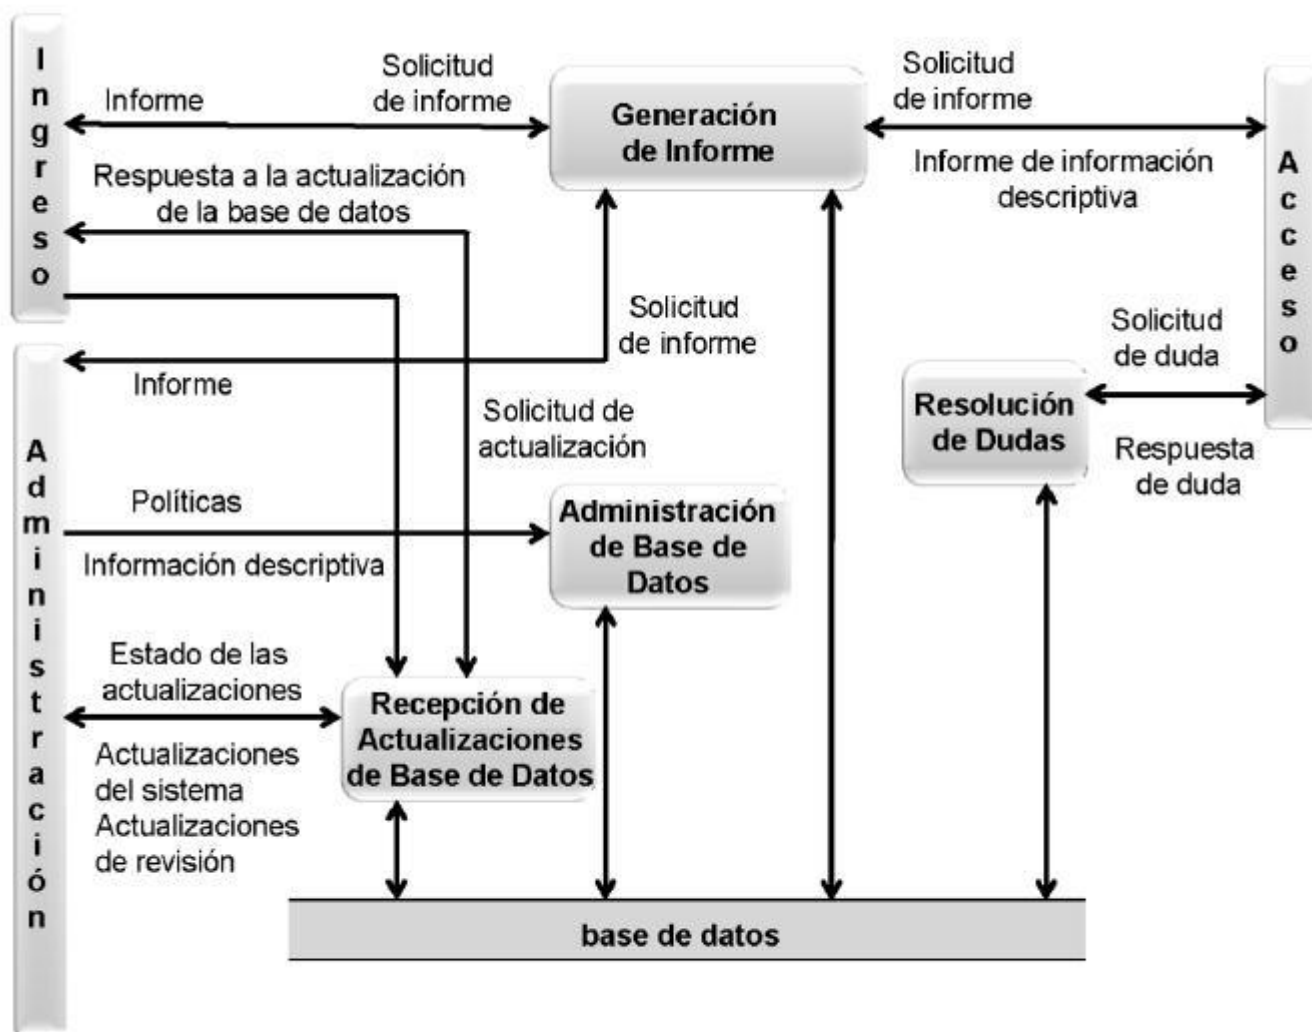 Ingreso
Informe
Solicitud
de informe
Generación
de Informe
Solicitud
de informe
Informe de información
descriptiva
Acceso
Respuesta a la actualización
de la base de datos
Solicitud
de informe
Informe
Solicitud de
actualización
Solicitud
de duda
Resolución
de Dudas
Respuesta
de duda
Administración
Políticas
Información descriptiva
Administración
de Base de
Datos
Estado de las
actualizaciones
Actualizaciones
del sistema
Actualizaciones
de revisión
Recepción de
Actualizaciones
de Base de Datos
base de datos